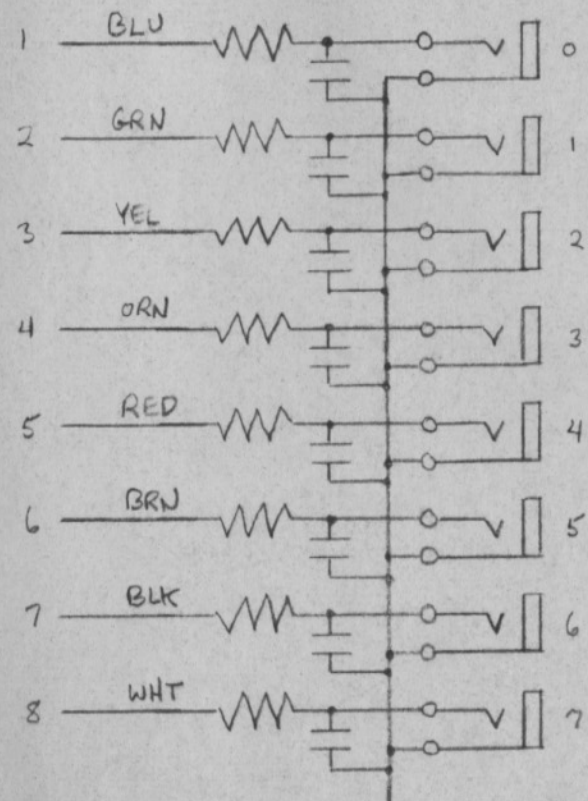 1 BLU 0
2 GRN 1
3 YEL 2
4 ORN 3
5 RED 4
6 BRN 5
7 BLK 6
8 WHT 7